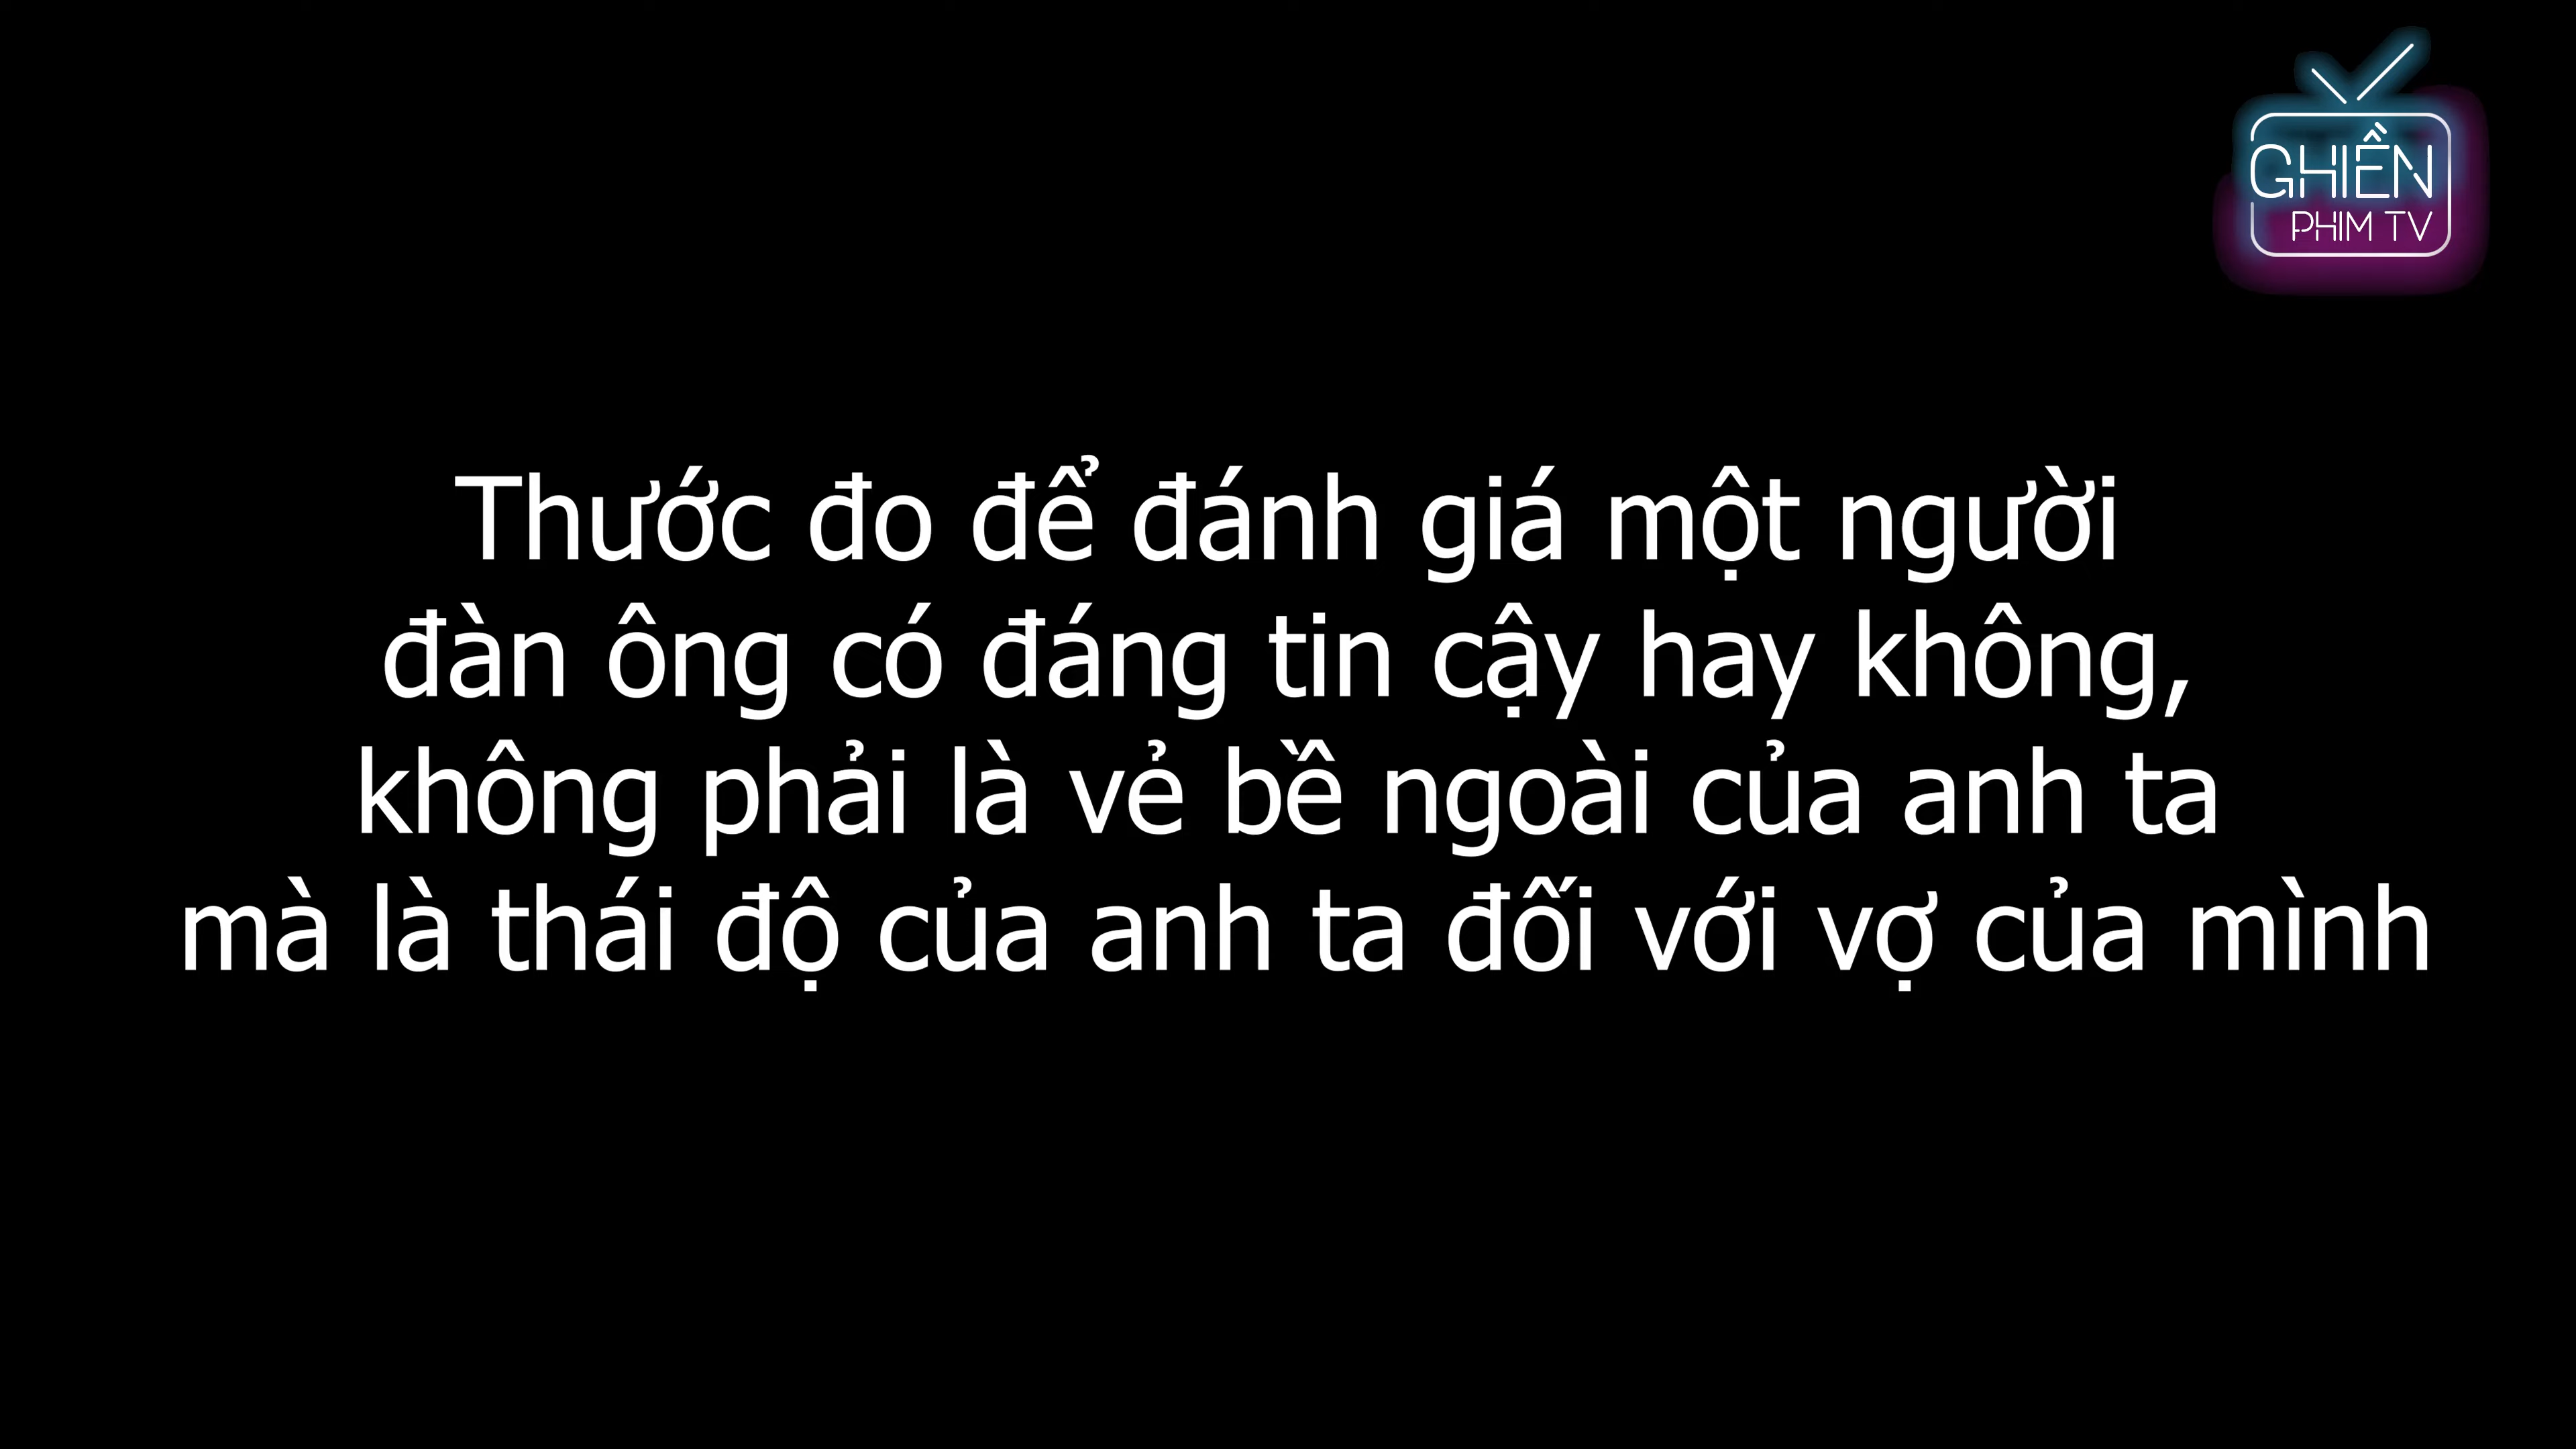 GHIỀN
PHIM TV
Thước đo để đánh giá một người
đàn ông có đáng tin cậy hay không,
không phải là vẻ bề ngoài của anh ta
mà là thái độ của anh ta đối với vợ của mình